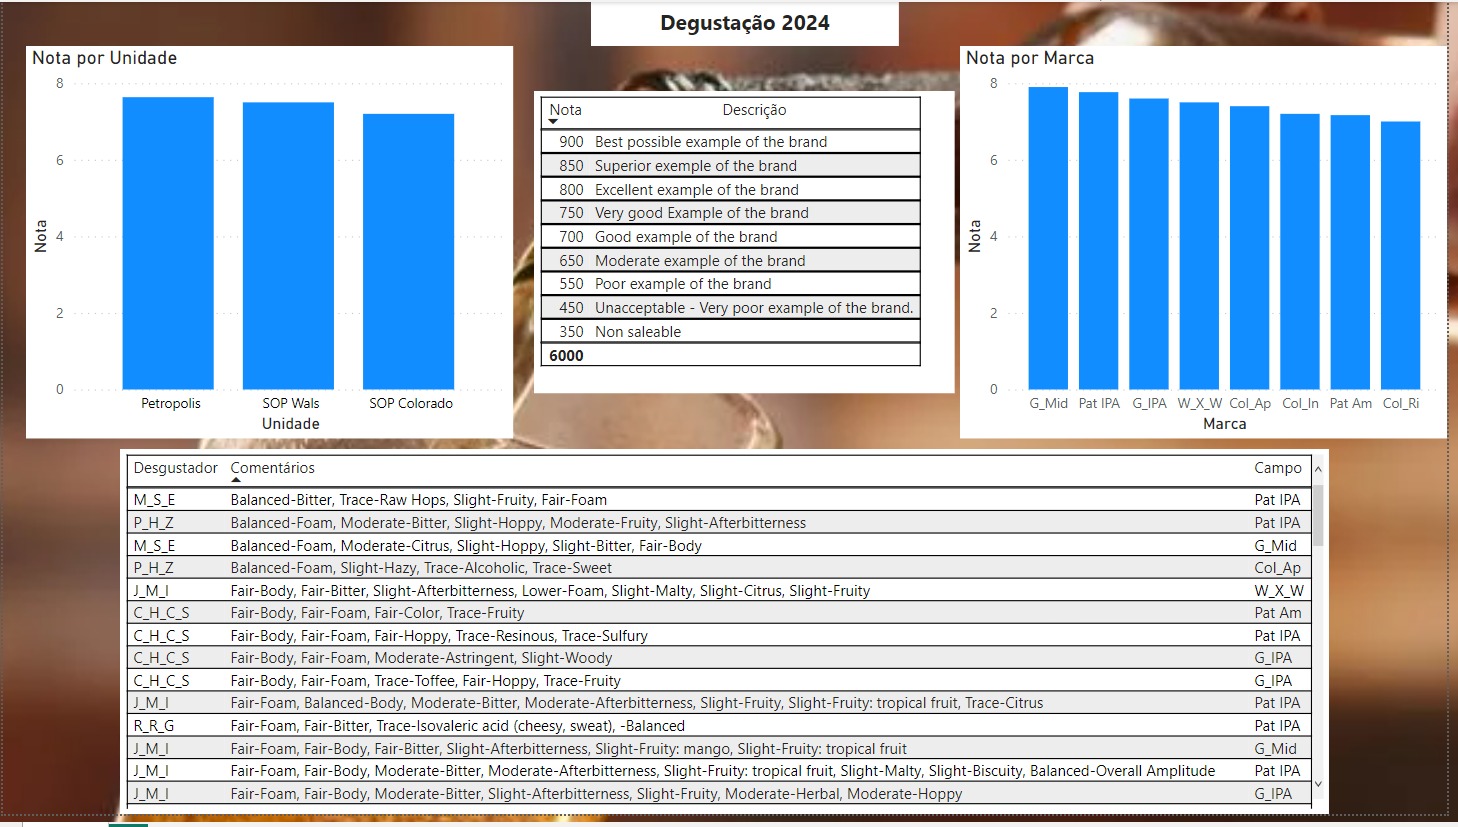 Degustação 2024
Nota por Unidade
8
6
4
2
0
Nota
Petropolis SOP Wals SOP Colorado
Unidade
Nota Descrição
900 Best possible example of the brand
850 Superior exemple of the brand
800 Excellent example of the brand
750 Very good Example of the brand
700 Good example of the brand
650 Moderate example of the brand
550 Poor example of the brand
450 Unacceptable - Very poor example of the brand.
350 Non saleable
6000
Nota por Marca
8
6
4
2
0
Nota
G_Mid Pat IPA G_IPA W_X_W Col_Ap Col_In Pat Am Col_Ri
Marca
Desgustador Comentários Campo
M_S_E Balanced-Bitter, Trace-Raw Hops, Slight-Fruity, Fair-Foam Pat IPA
P_H_Z Balanced-Foam, Moderate-Bitter, Slight-Hoppy, Moderate-Fruity, Slight-Afterbitterness Pat IPA
M_S_E Balanced-Foam, Moderate-Citrus, Slight-Hoppy, Slight-Bitter, Fair-Body G_Mid
P_H_Z Balanced-Foam, Slight-Hazy, Trace-Alcoholic, Trace-Sweet Col_Ap
J_M_I Fair-Body, Fair-Bitter, Slight-Afterbitterness, Lower-Foam, Slight-Malty, Slight-Citrus, Slight-Fruity W_X_W
C_H_C_S Fair-Body, Fair-Foam, Fair-Color, Trace-Fruity Pat Am
C_H_C_S Fair-Body, Fair-Foam, Fair-Hoppy, Trace-Resinous, Trace-Sulfury Pat IPA
C_H_C_S Fair-Body, Fair-Foam, Moderate-Astringent, Slight-Woody G_IPA
C_H_C_S Fair-Body, Fair-Foam, Trace-Toffee, Fair-Hoppy, Trace-Fruity G_IPA
J_M_I Fair-Foam, Balanced-Body, Moderate-Bitter, Moderate-Afterbitterness, Slight-Fruity, Slight-Fruity: tropical fruit, Trace-Citrus Pat IPA
R_R_G Fair-Foam, Fair-Bitter, Trace-Isovaleric acid (cheesy, sweat), -Balanced Pat IPA
J_M_I Fair-Foam, Fair-Body, Fair-Bitter, Slight-Afterbitterness, Slight-Fruity: mango, Slight-Fruity: tropical fruit G_Mid
J_M_I Fair-Foam, Fair-Body, Moderate-Bitter, Moderate-Afterbitterness, Slight-Fruity: tropical fruit, Slight-Malty, Slight-Biscuity, Balanced-Overall Amplitude Pat IPA
J_M_I Fair-Foam, Fair-Body, Moderate-Bitter, Slight-Afterbitterness, Slight-Fruity, Moderate-Herbal, Moderate-Hoppy G_IPA